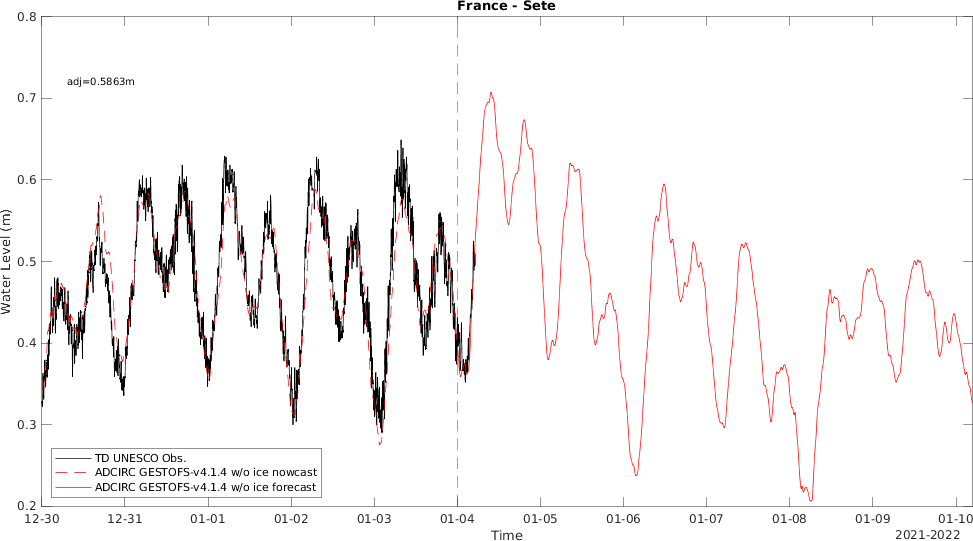 France - Sete
0.8
adj=0.5863m
0.7
0.6
0.5
0.4
0.3
0.2
Water Level (m)
TD UNESCO Obs.
ADCIRC GESTOFS-v4.1.4 w/o ice nowcast
ADCIRC GESTOFS-v4.1.4 w/o ice forecast
12-30 12-31 01-01 01-02 01-03 01-04 01-05 01-06 01-07 01-08 01-09 01-10
Time
2021-2022